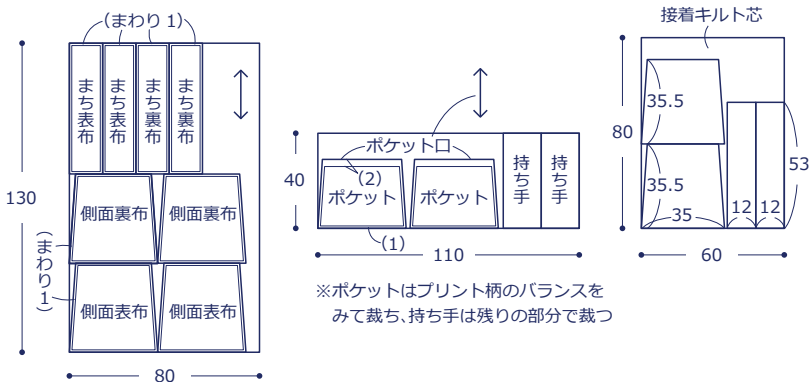 (まわり1)
まち表布
まち表布
まち裏布
まち裏布
側面裏布
側面裏布
(まわり1)
側面表布
側面表布
130
80
ポケット口
(2)
ポケット
ポケット
持ち手
持ち手
40
(1)
110
※ポケットはプリント柄のバランスを
みて裁ち、持ち手は残りの部分で裁つ
接着キルト芯
35.5
80
53
35.5
35
12
12
60